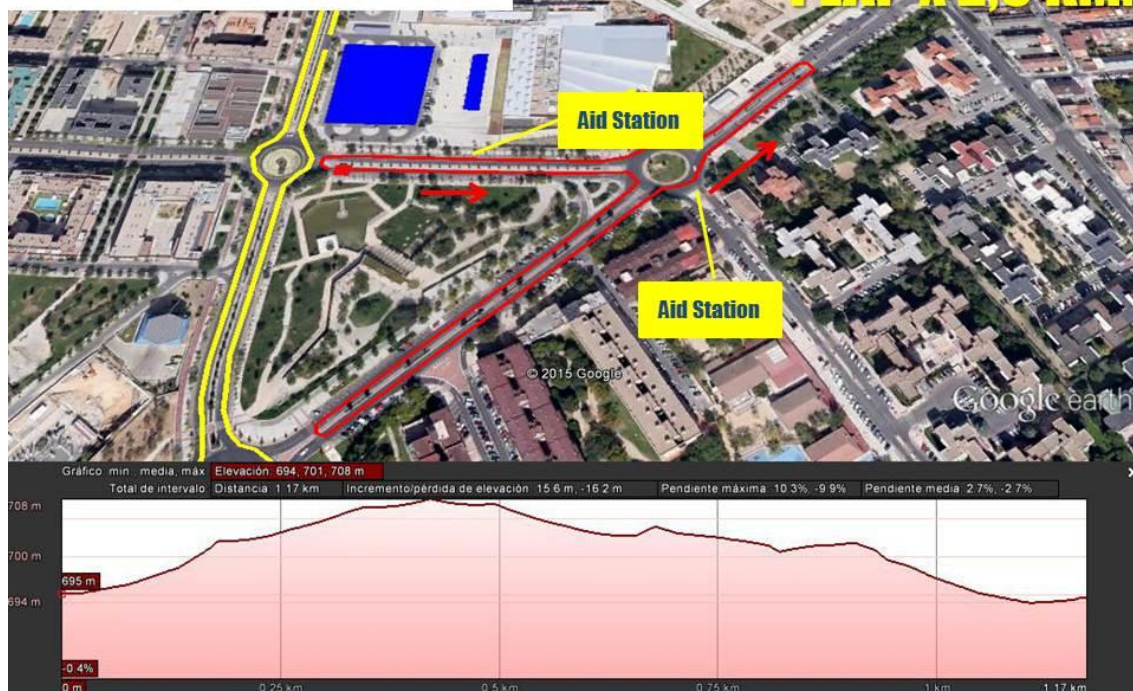 Aid Station
Aid Station
© 2015 Google
Google earth
Gráfico: mín., media, máx Elevación: 694, 701, 708 m
Total de intervalo: Distancia: 1.17 km Incremento/pérdida de elevación: 15.6 m, -16.2 m Pendiente máxima: 10.3%, -9.9% Pendiente media: 2.7%, -2.7%
708 m
700 m
695 m
694 m
-0.4%
0 m 0.25 km 0.5 km 0.75 km 1 km 1.17 km